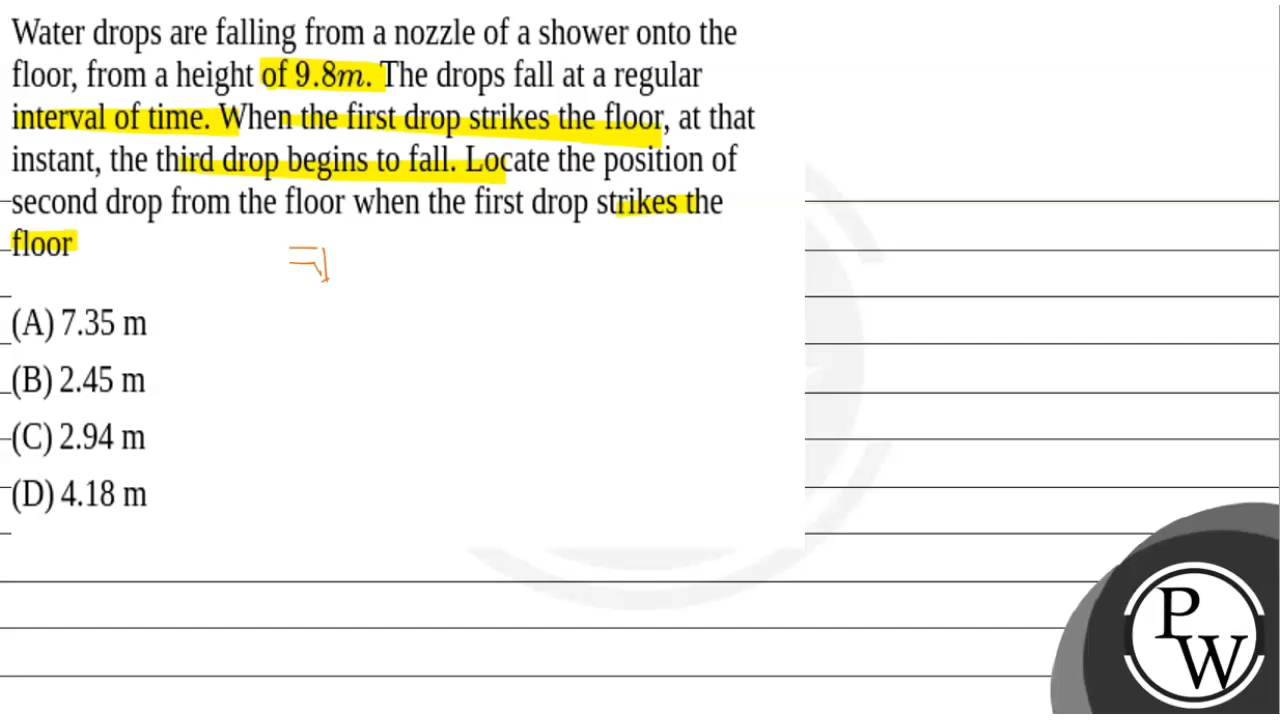 Water drops are falling from a nozzle of a shower onto the
floor, from a height of 9.8m. The drops fall at a regular
interval of time. When the first drop strikes the floor, at that
instant, the third drop begins to fall. Locate the position of
second drop from the floor when the first drop strikes the
floor
(A) 7.35 m
(B) 2.45 m
(C) 2.94 m
(D) 4.18 m
P
W